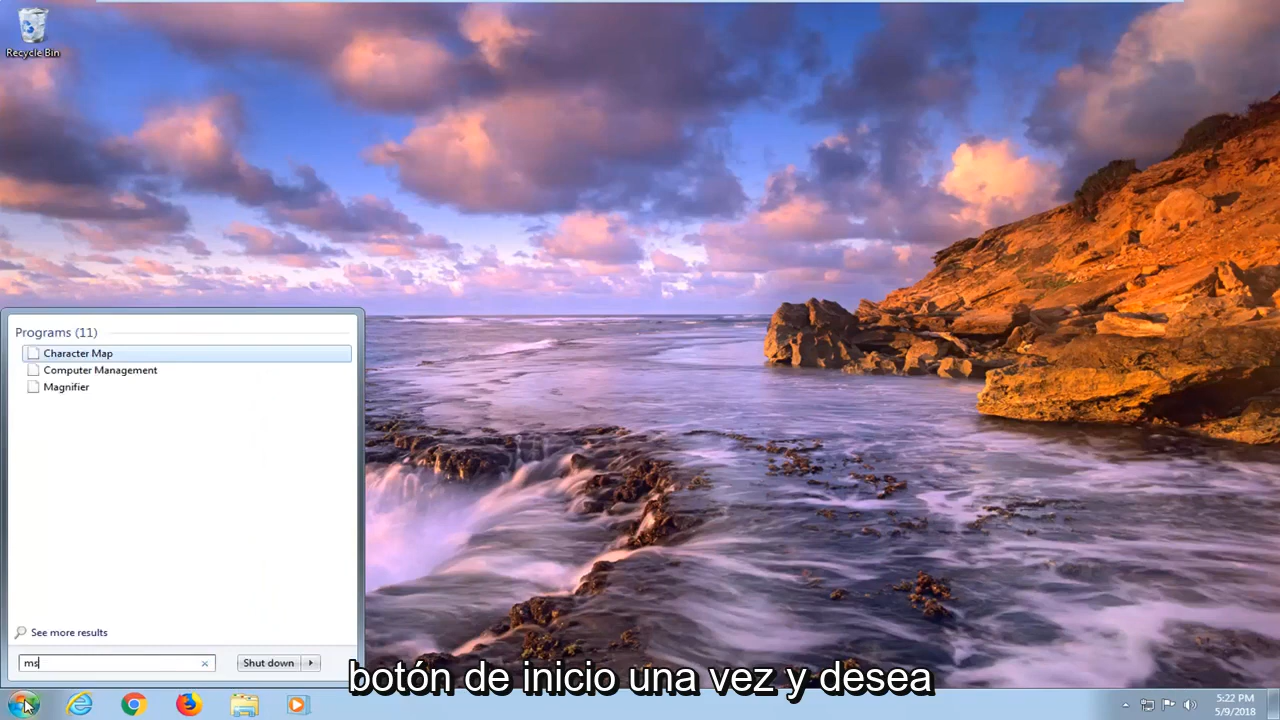 Recycle Bin
Programs (11)
Character Map
Computer Management
Magnifier
See more results
ms
Shut down
botón de inicio una vez y desea
5:22 PM
5/9/2018